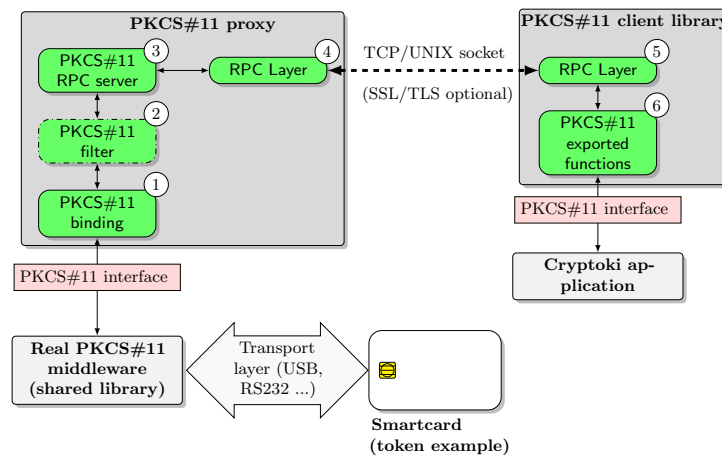 PKCS#11 proxy
PKCS#11
RPC server
3
RPC Layer
4
PKCS#11
filter
2
PKCS#11
binding
1
TCP/UNIX socket
(SSL/TLS optional)
PKCS#11 client library
RPC Layer
5
PKCS#11
exported
functions
6
PKCS#11 interface
Cryptoki ap-
plication
PKCS#11 interface
Real PKCS#11
middleware
(shared library)
Transport
layer (USB,
RS232 ...)
Smartcard
(token example)